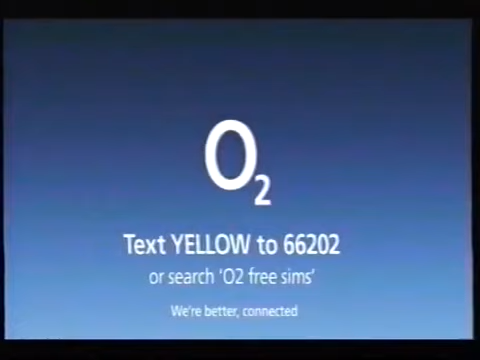 O2
Text YELLOW to 66202
or search 'O2 free sims'
We're better, connected